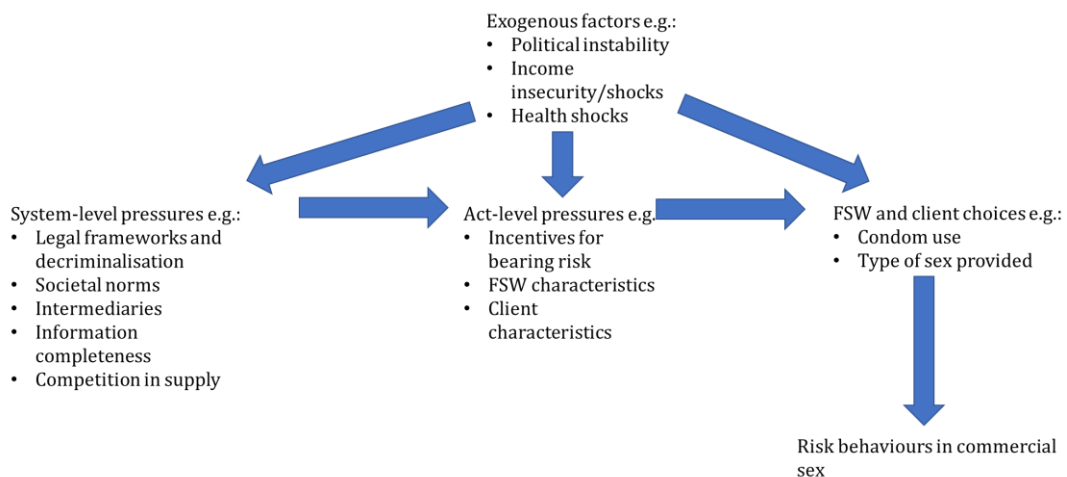 Exogenous factors e.g.:
• Political instability
• Income
insecurity/shocks
• Health shocks
System-level pressures e.g.:
• Legal frameworks and
decriminalisation
• Societal norms
• Intermediaries
• Information
completeness
• Competition in supply
Act-level pressures e.g.
• Incentives for
bearing risk
• FSW characteristics
• Client
characteristics
FSW and client choices e.g.:
• Condom use
• Type of sex provided
Risk behaviours in commercial
sex